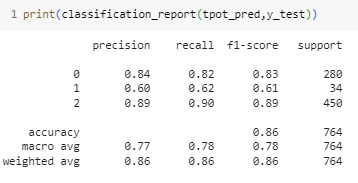 1 print(classification_report(tpot_pred,y_test))
precision recall f1-score support
0 0.84 0.82 0.83 280
1 0.60 0.62 0.61 34
2 0.89 0.90 0.89 450
accuracy 0.86 764
macro avg 0.77 0.78 0.78 764
weighted avg 0.86 0.86 0.86 764